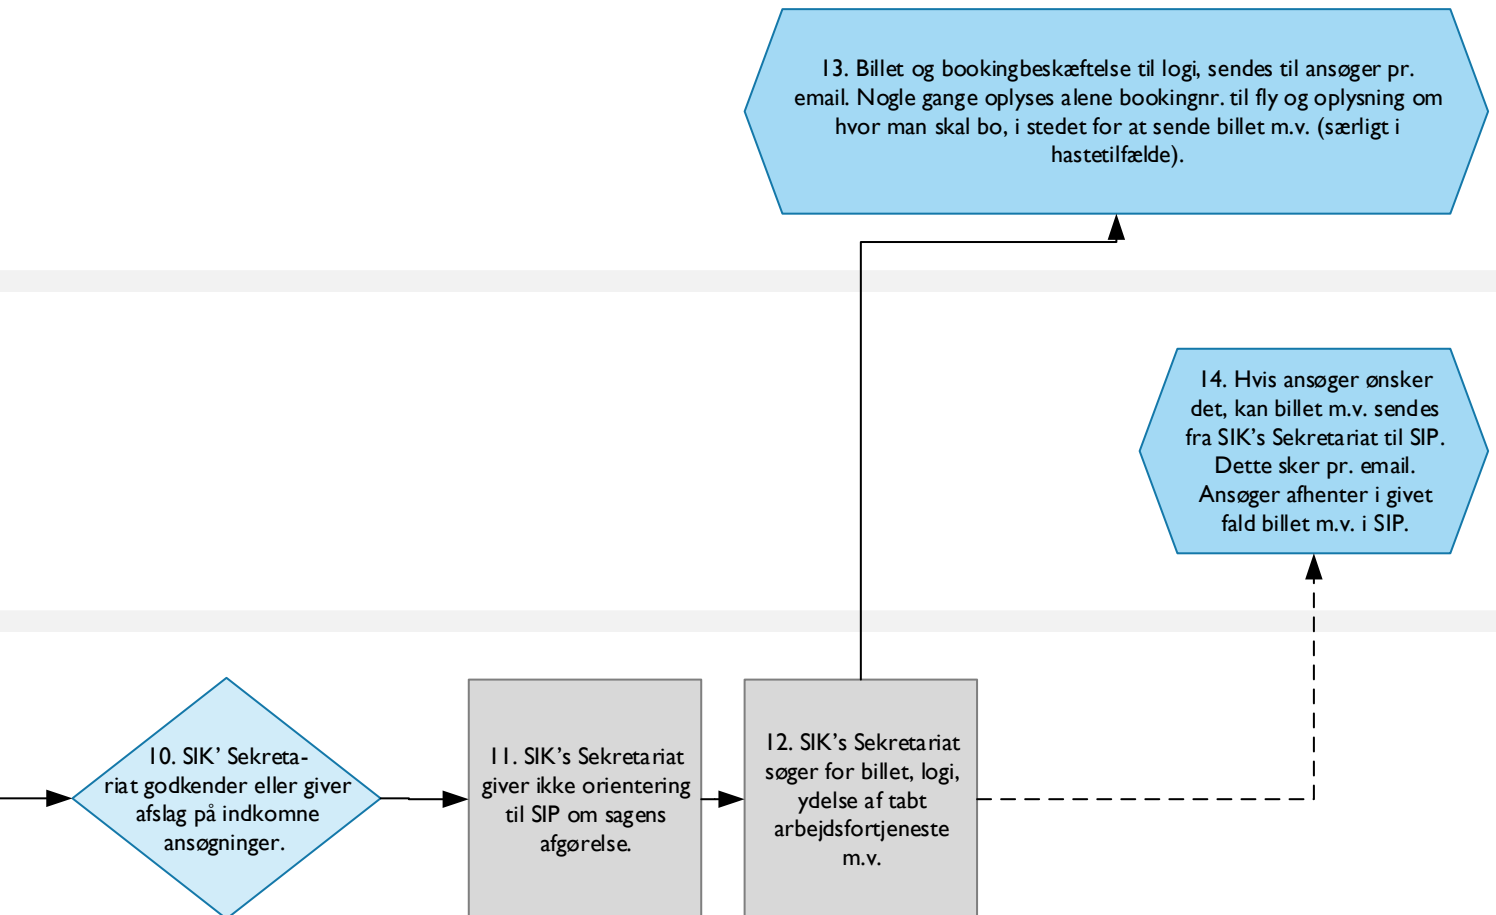 13. Billet og bookingbeskæftelse til logi, sendes til ansøger pr.
email. Nogle gange oplyses alene bookingnr. til fly og oplysning om
hvor man skal bo, i stedet for at sende billet m.v. (særligt i
hastetilfælde).
14. Hvis ansøger ønsker
det, kan billet m.v. sendes
fra SIK's Sekretariat til SIP.
Dette sker pr. email.
Ansøger afhenter i givet
fald billet m.v. i SIP.
10. SIK' Sekreta-
riat godkender eller giver
afslag på indkomne
ansøgninger.
11. SIK's Sekretariat
giver ikke orientering
til SIP om sagens
afgørelse.
12. SIK's Sekretariat
søger for billet, logi,
ydelse af tabt
arbejdsfortjeneste
m.v.